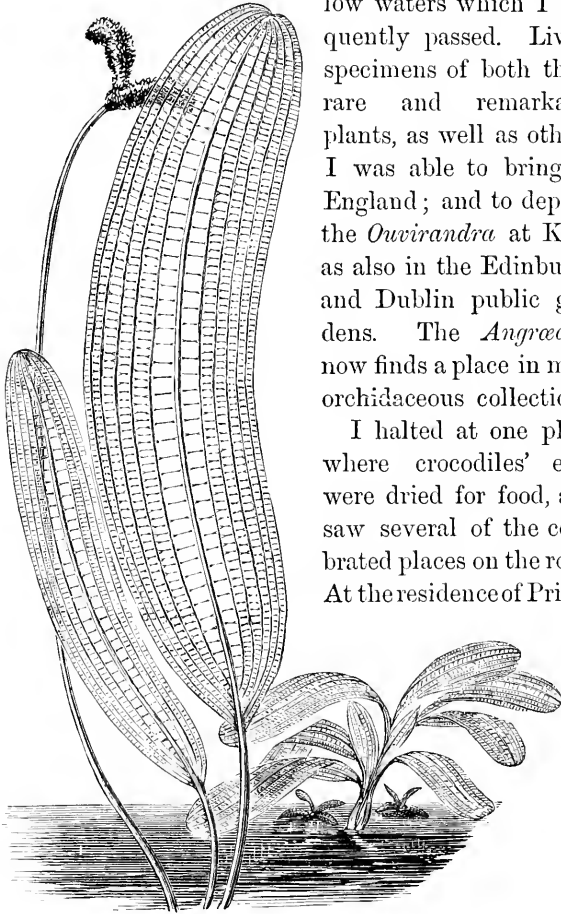 low waters which I
quently passed. Liv
specimens of both th
rare and remarka
plants, as well as oth
I was able to bring
England; and to dep
the Ouvirandra at K
as also in the Edinbu
and Dublin public g
dens. The Angræc
now finds a place in m
orchidaceous collectio
I halted at one pl
where crocodiles' e
were dried for food, a
saw several of the ce
brated places on the ro
At the residence of Pri